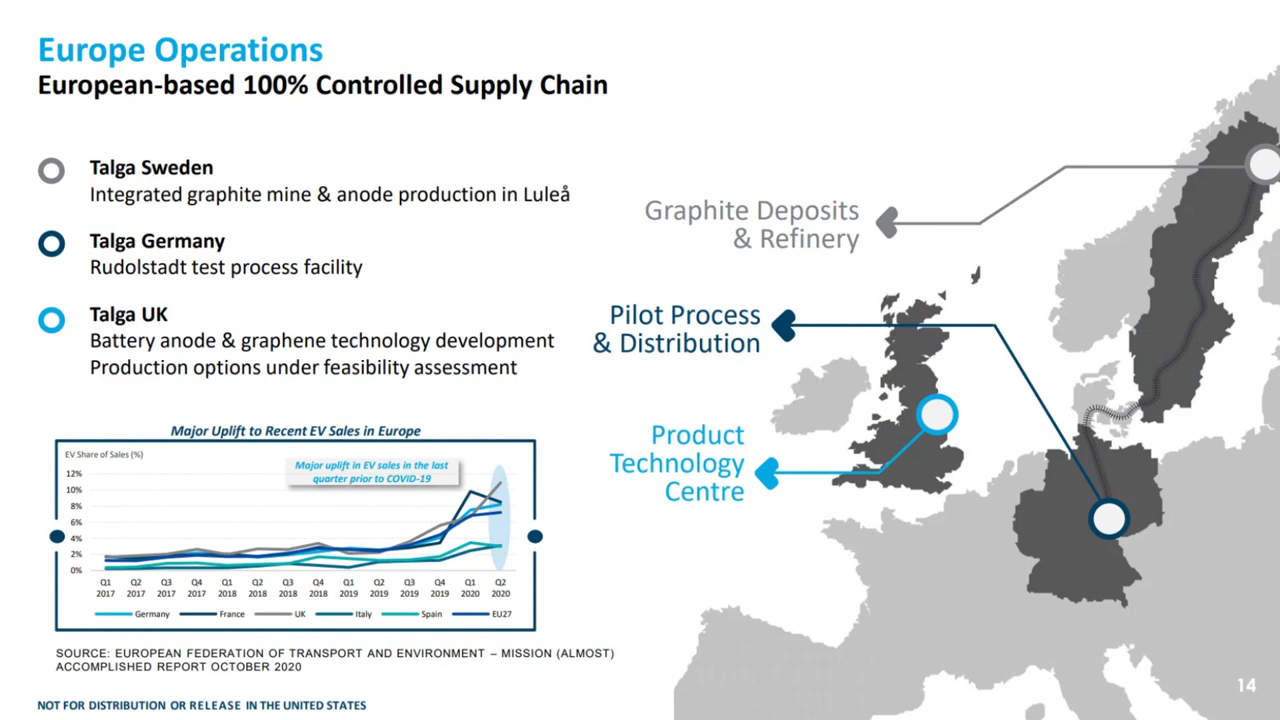 Europe Operations
European-based 100% Controlled Supply Chain
Talga Sweden
Integrated graphite mine & anode production in Luleå
Talga Germany
Rudolstadt test process facility
Talga UK
Battery anode & graphene technology development
Production options under feasibility assessment
Graphite Deposits
& Refinery
Pilot Process
& Distribution
Product
Technology
Centre
Major Uplift to Recent EV Sales in Europe
EV Share of Sales (%)
Major uplift in EV sales in the last
quarter prior to COVID-19
12%
10%
8%
6%
4%
2%
0%
Q1 Q2 Q3 Q4 Q1 Q2 Q3 Q4 Q1 Q2 Q3 Q4 Q1 Q2
2017 2017 2017 2017 2018 2018 2018 2018 2019 2019 2019 2019 2020 2020
Germany France UK Italy Spain EU27
SOURCE: EUROPEAN FEDERATION OF TRANSPORT AND ENVIRONMENT – MISSION (ALMOST)
ACCOMPLISHED REPORT OCTOBER 2020
NOT FOR DISTRIBUTION OR RELEASE IN THE UNITED STATES
14